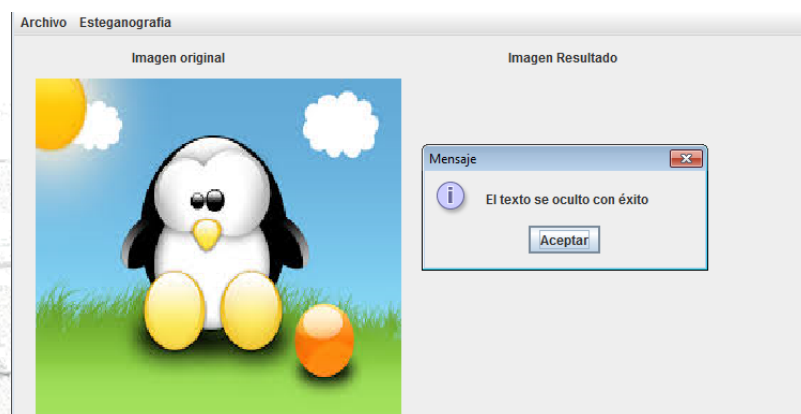 Archivo Esteganografia
Imagen original Imagen Resultado
Mensaje
El texto se oculto con éxito
Aceptar